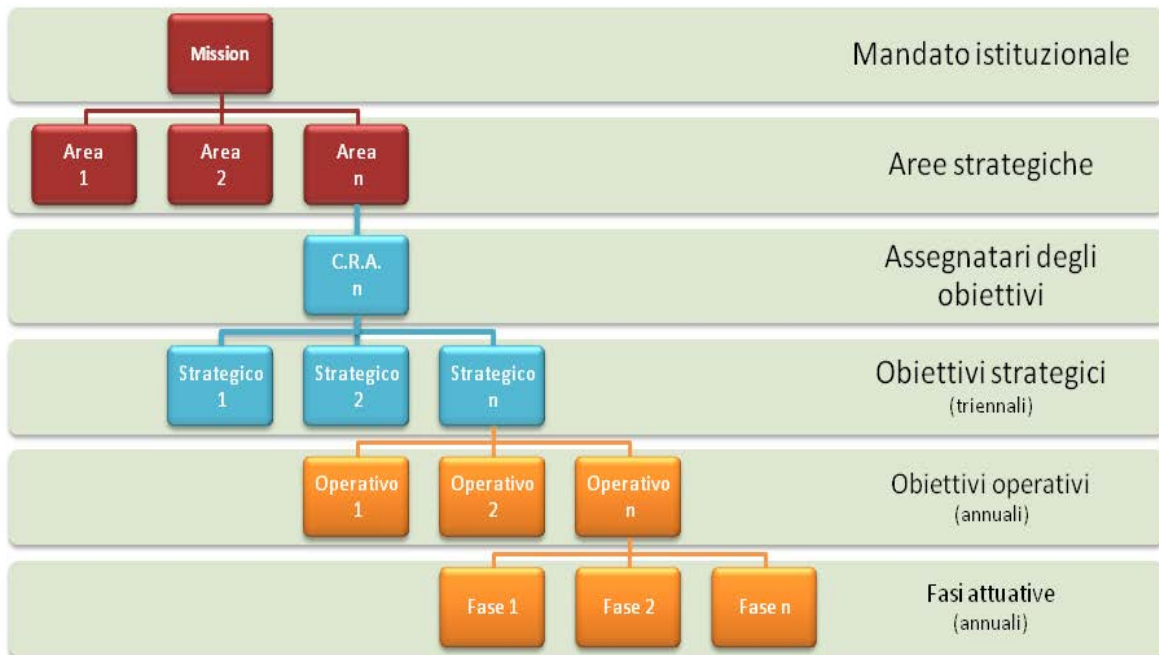 Mission
Mandato istituzionale
Area
1
Area
2
Area
n
Aree strategiche
C.R.A.
n
Assegnatari degli
obiettivi
Strategico
1
Strategico
2
Strategico
n
Obiettivi strategici
(triennali)
Operativo
1
Operativo
2
Operativo
n
Obiettivi operativi
(annuali)
Fase 1
Fase 2
Fase n
Fasi attuative
(annuali)